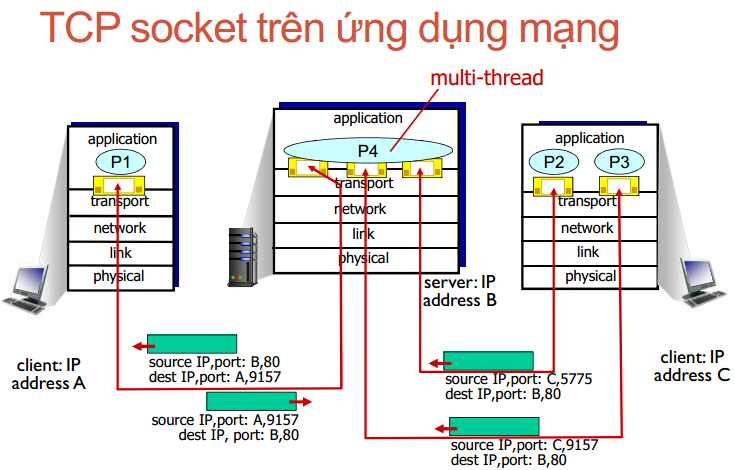 TCP socket trên ứng dụng mạng
multi-thread
application
P1
transport
network
link
physical
client: IP
address A
application
P4
transport
network
link
physical
server: IP
address B
application
P2
P3
transport
network
link
physical
client: IP
address C
source IP,port: B,80
dest IP,port: A,9157
source IP,port: A,9157
dest IP, port: B,80
source IP,port: C,5775
dest IP,port: B,80
source IP,port: C,9157
dest IP,port: B,80